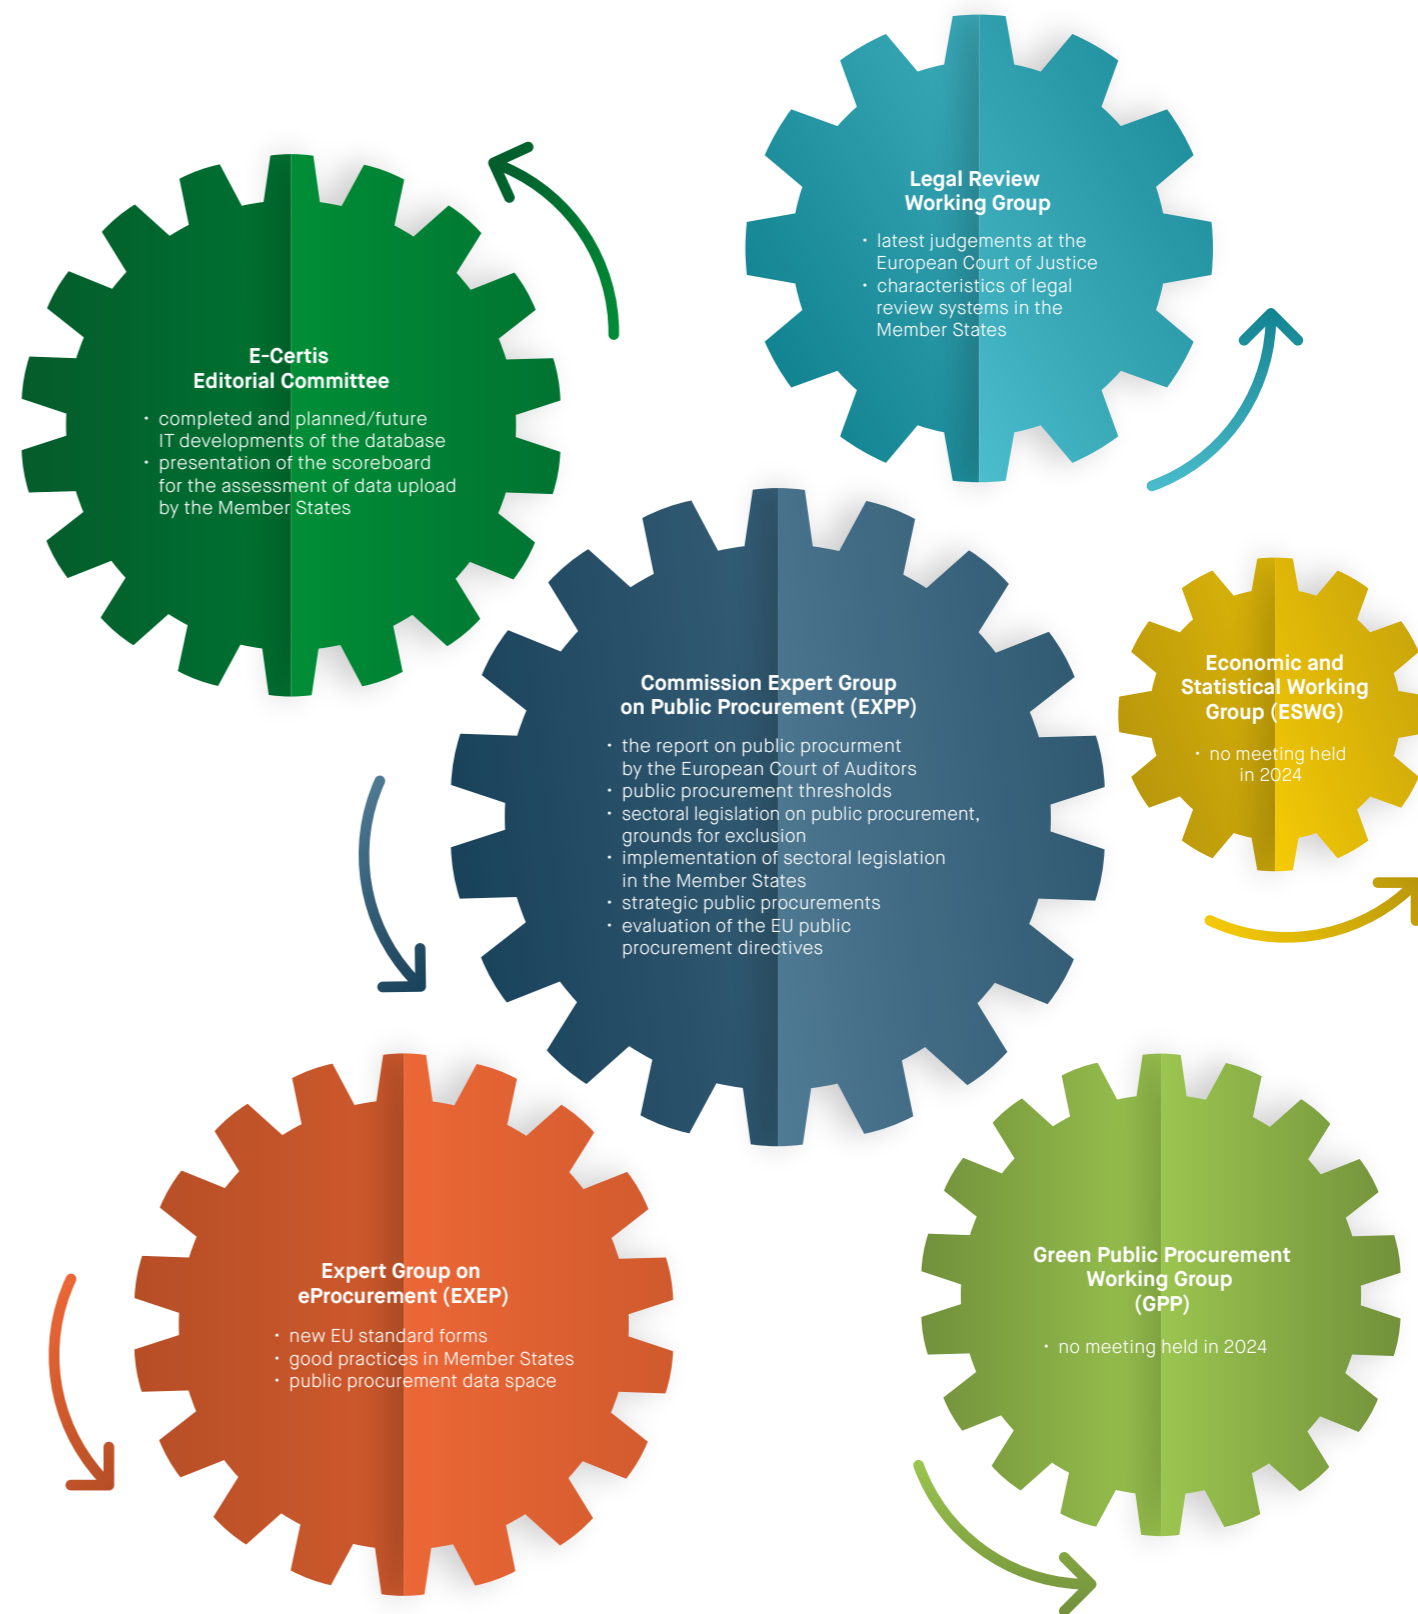 Legal Review
Working Group
• latest judgements at the
European Court of Justice
• characteristics of legal
review systems in the
Member States
E-Certis
Editorial Committee
• completed and planned/future
IT developments of the database
• presentation of the scoreboard
for the assessment of data upload
by the Member States
Commission Expert Group
on Public Procurement (EXPP)
• the report on public procurment
by the European Court of Auditors
• public procurement thresholds
• sectoral legislation on public procurement,
grounds for exclusion
• implementation of sectoral legislation
in the Member States
• strategic public procurements
• evaluation of the EU public
procurement directives
Economic and
Statistical Working
Group (ESWG)
• no meeting held
in 2024
Expert Group on
eProcurement (EXEP)
• new EU standard forms
• good practices in Member States
• public procurement data space
Green Public Procurement
Working Group
(GPP)
• no meeting held in 2024